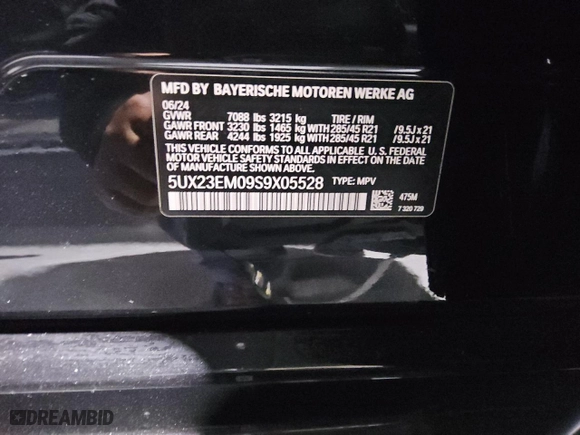 MFD BY BAYERISCHE MOTOREN WERKE AG
06/24
GVWR 7088 lbs 3215 kg TIRE / RIM
GAWR FRONT 3230 lbs 1465 kg WITH 285/45 R21 / 9.5J x 21
GAWR REAR 4244 lbs 1925 kg WITH 285/45 R21 / 9.5J x 21
THIS VEHICLE CONFORMS TO ALL APPLICABLE U.S. FEDERAL
MOTOR VEHICLE SAFETY STANDARDS IN EFFECT ON THE DATE
OF MANUFACTURE SHOWN ABOVE.
5UX23EM09S9X05528 TYPE: MPV
475M
7 320 729
DREAMBID